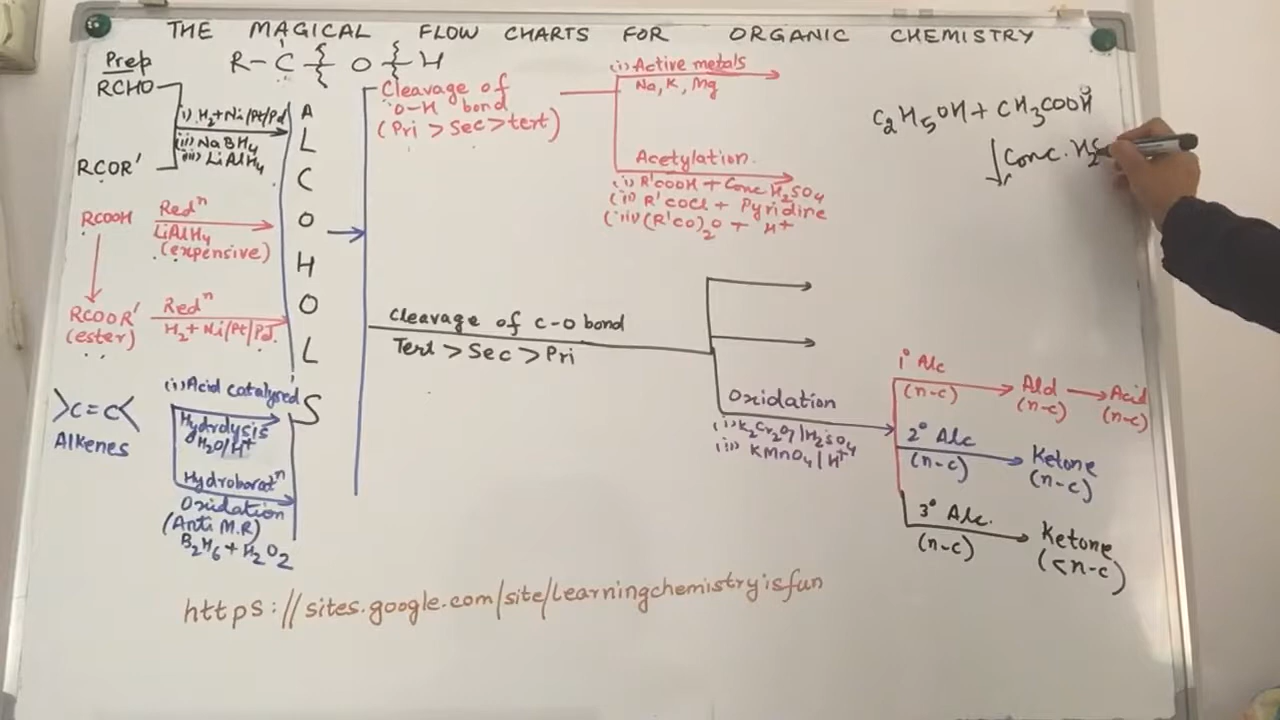 THE MAGICAL FLOW CHARTS FOR ORGANIC CHEMISTRY
Prep
R-C-O-H
RCHO
i) H2+Ni/Pt/Pd
(ii) NaBH4
(iii) LiAlH4
RCOR'
RCOOH
Redⁿ
LiAlH4
(expensive)
RCOOR'
(ester)
Redⁿ
H2+Ni/Pt/Pd
>C=C<
Alkenes
(i) Acid catalysed
Hydrolysis
H2O/H+
Hydroboratⁿ
Oxidation
(Anti M.R)
B2H6+H2O2
ALCOHOLS
Cleavage of
O-H bond
(Pri > Sec > tert)
(i) Active metals
Na, K, Mg
Acetylation.
(i) R'COOH + Conc H2SO4
(ii) R'COCl + Pyridine
(iii) (R'CO)2O + H+
C2H5OH + CH3COOH
Conc. H2S
Cleavage of C-O bond
Tert > Sec > Pri
Oxidation
(i) K2Cr2O7/H2SO4
(ii) KMnO4/H+
1° Alc
(n-c)
Ald
(n-c)
Acid
(n-c)
2° Alc
(n-c)
Ketone
(n-c)
3° Alc.
(n-c)
Ketone
(<n-c)
https://sites.google.com/site/learningchemistryisfun